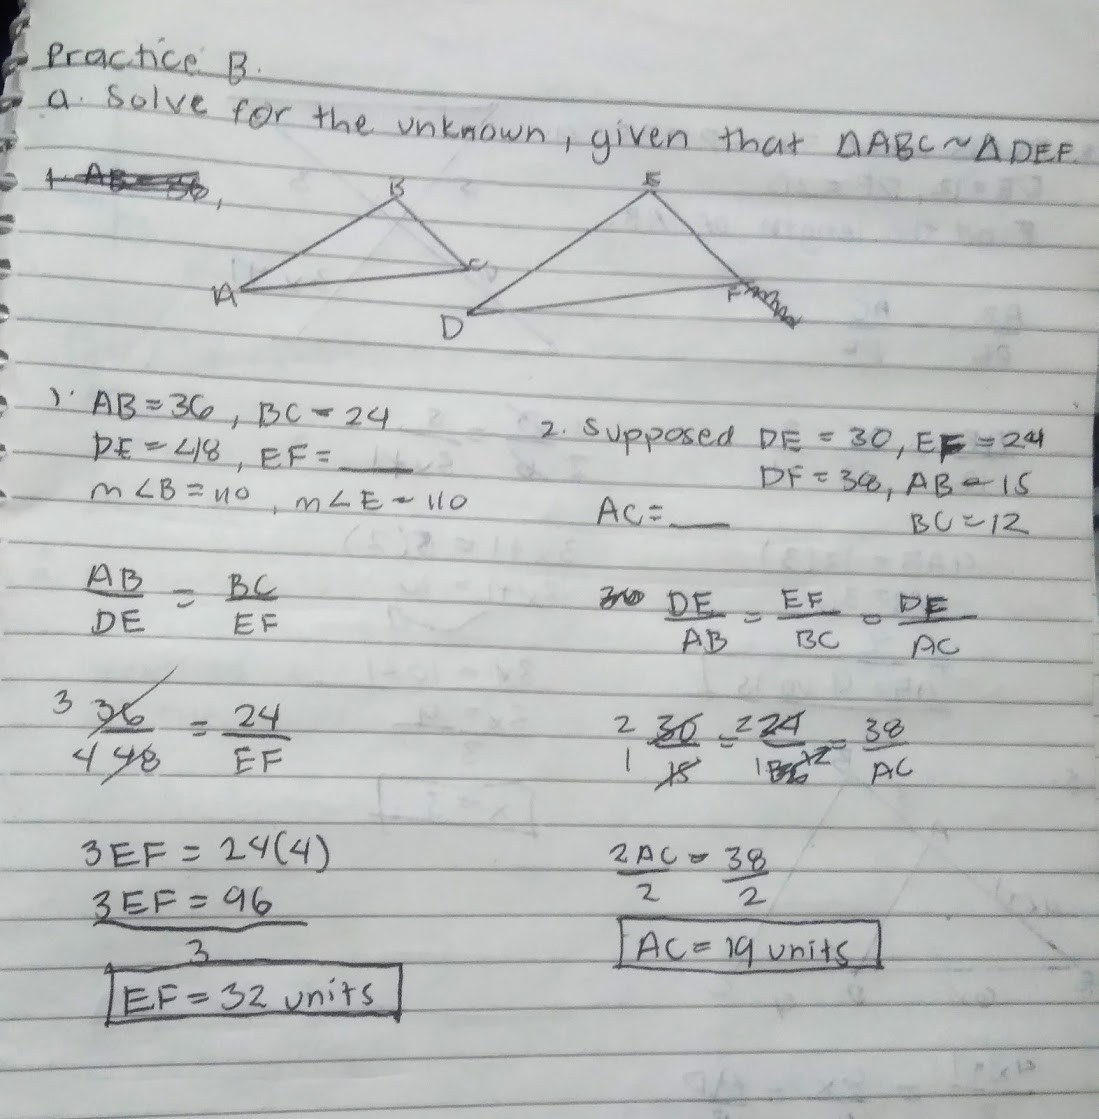 Practice B.
a. Solve for the unknown, given that ΔABC~ΔDEF.
B
E
A
C
D
F
1. AB = 36, BC = 24
DE = 48, EF = ___
m∠B = 110, m∠E = 110
AB/DE = BC/EF
3 36/4 48 = 24/EF
3EF = 24(4)
3EF = 96
3
EF = 32 units
2. Supposed DE = 30, EF = 24
DF = 38, AB = 15
AC = ___ BC = 12
DE/AB = EF/BC = DE/AC
2 30/1 15 = 2 24/1 12 = 38/AC
2AC/2 = 38/2
AC = 19 units